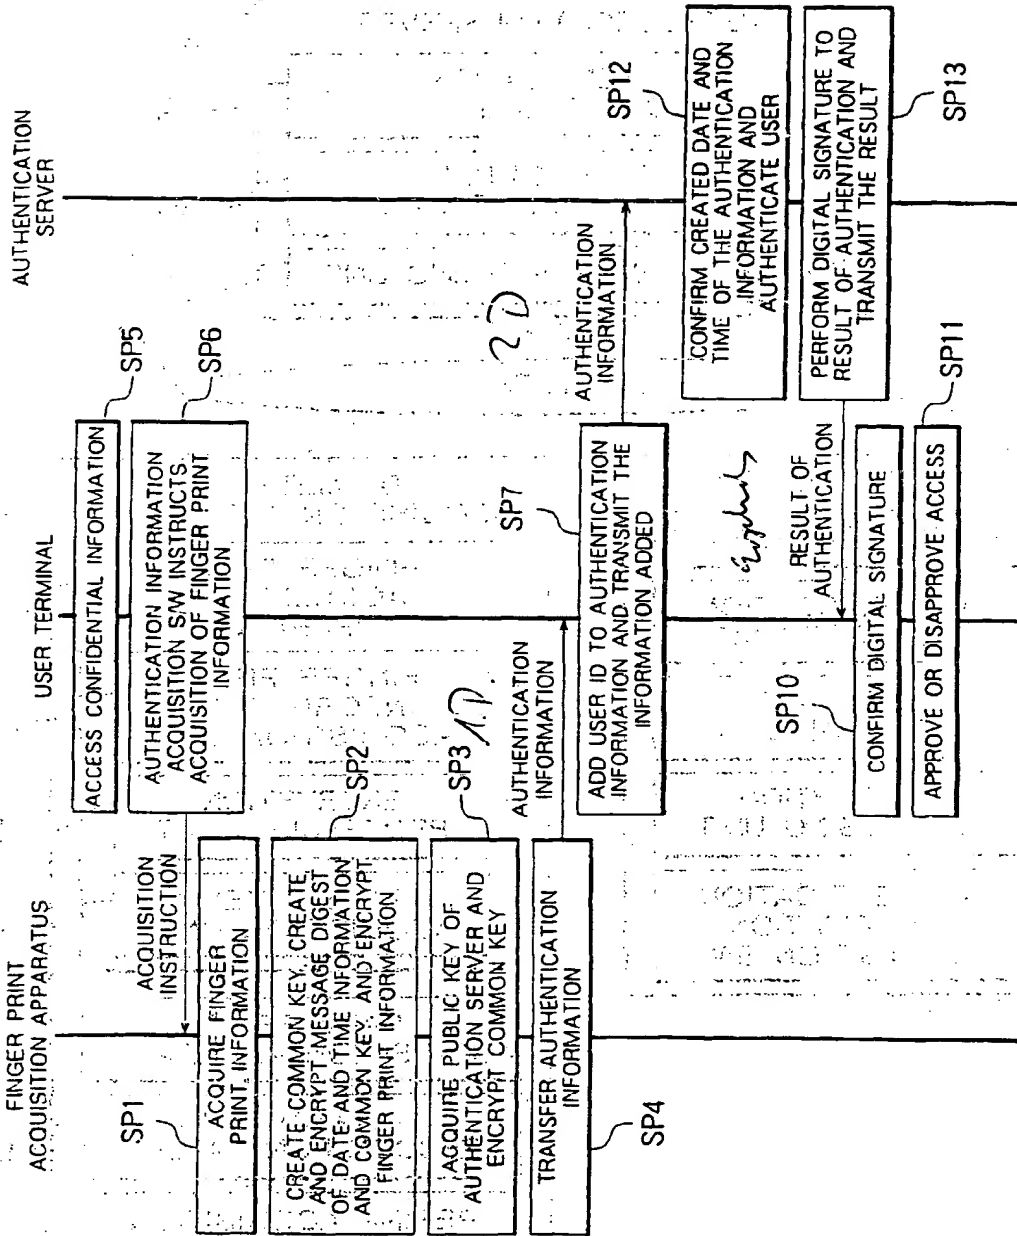 FINGER PRINT
ACQUISITION APPARATUS
USER TERMINAL
AUTHENTICATION
SERVER
ACCESS CONFIDENTIAL INFORMATION
SP5
AUTHENTICATION INFORMATION
ACQUISITION S/W INSTRUCTS
ACQUISITION OF FINGER PRINT
INFORMATION
SP6
ACQUISITION
INSTRUCTION
SP1
ACQUIRE FINGER
PRINT INFORMATION
CREATE COMMON KEY, CREATE
AND ENCRYPT MESSAGE DIGEST
OF DATE AND TIME INFORMATION
AND COMMON KEY, AND ENCRYPT
FINGER PRINT INFORMATION
SP2
ACQUIRE PUBLIC KEY OF
AUTHENTICATION SERVER AND
ENCRYPT COMMON KEY
SP3
1.D.
TRANSFER AUTHENTICATION
INFORMATION
SP4
AUTHENTICATION
INFORMATION
2D
ADD USER ID TO AUTHENTICATION
INFORMATION AND TRANSMIT THE
INFORMATION ADDED
SP7
AUTHENTICATION
INFORMATION
CONFIRM CREATED DATE AND
TIME OF THE AUTHENTICATION
INFORMATION AND
AUTHENTICATE USER
SP12
PERFORM DIGITAL SIGNATURE TO
RESULT OF AUTHENTICATION AND
TRANSMIT THE RESULT
SP13
RESULT OF
AUTHENTICATION
SP10
CONFIRM DIGITAL SIGNATURE
APPROVE OR DISAPPROVE ACCESS
SP11